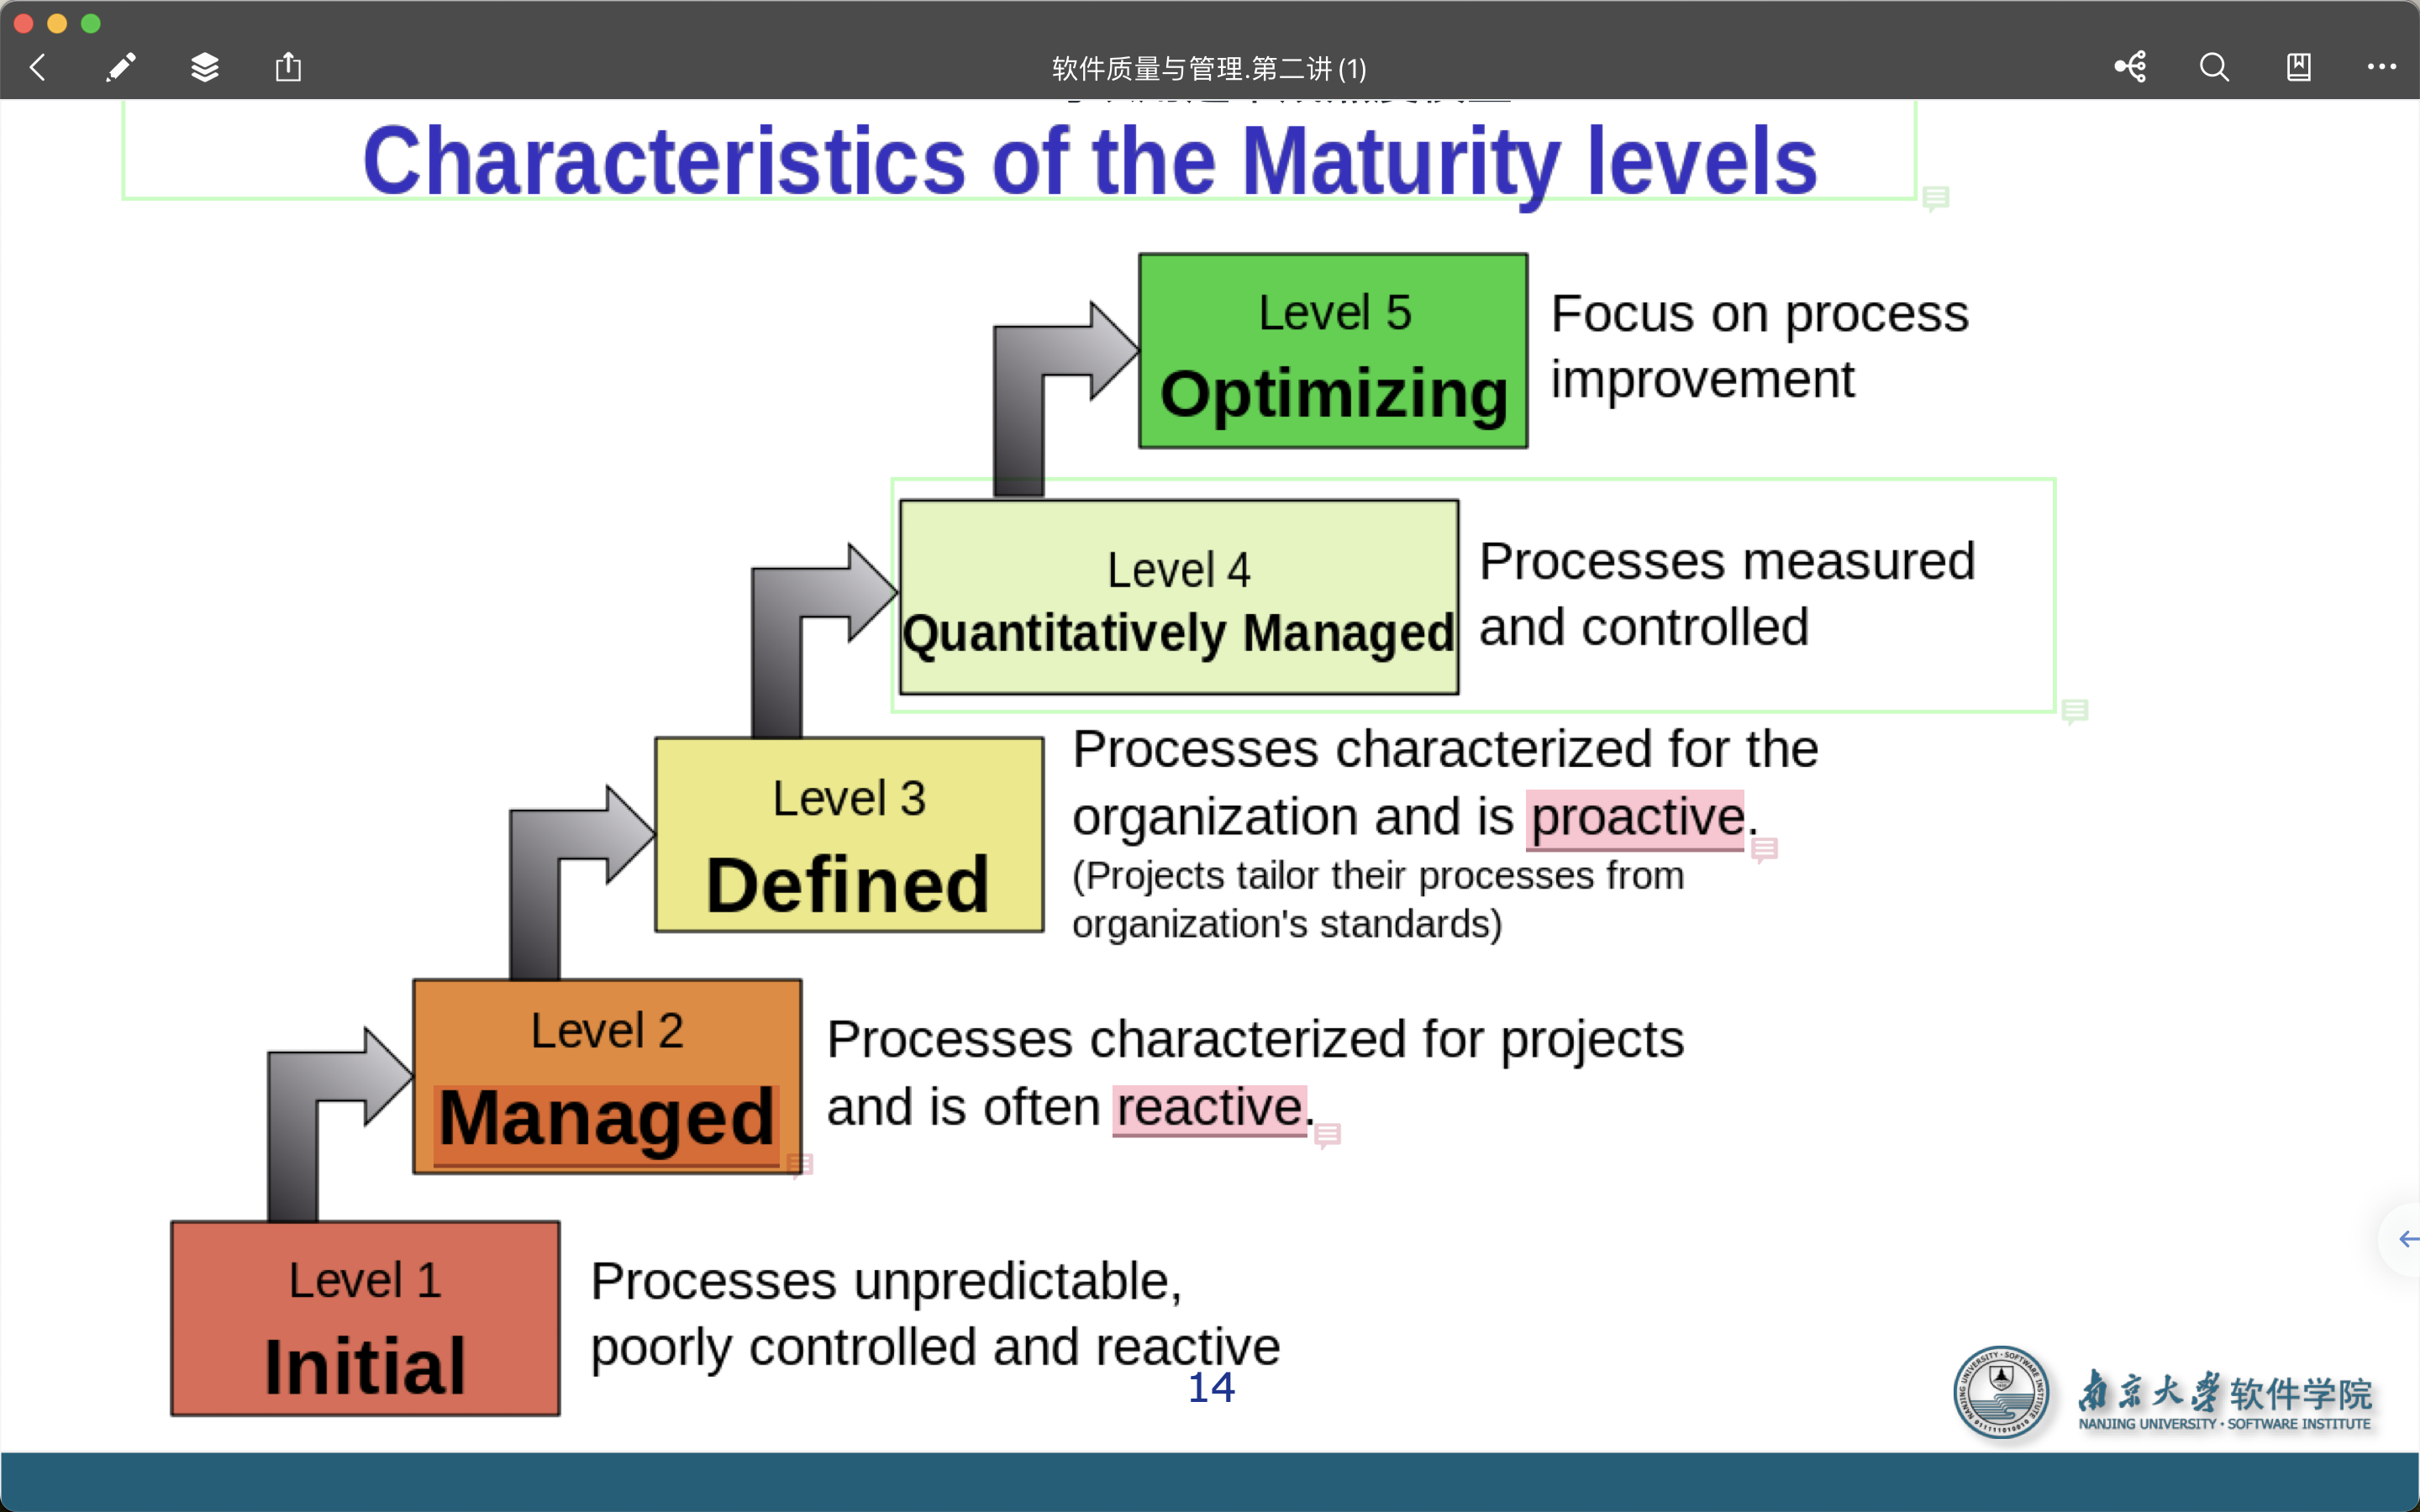 软件质量与管理.第二讲 (1)
Characteristics of the Maturity levels
Level 5
Optimizing
Focus on process
improvement
Level 4
Quantitatively Managed
Processes measured
and controlled
Level 3
Defined
Processes characterized for the
organization and is proactive.
(Projects tailor their processes from
organization's standards)
Level 2
Managed
Processes characterized for projects
and is often reactive.
Level 1
Initial
Processes unpredictable,
poorly controlled and reactive
14
南京大学软件学院
NANJING UNIVERSITY · SOFTWARE INSTITUTE